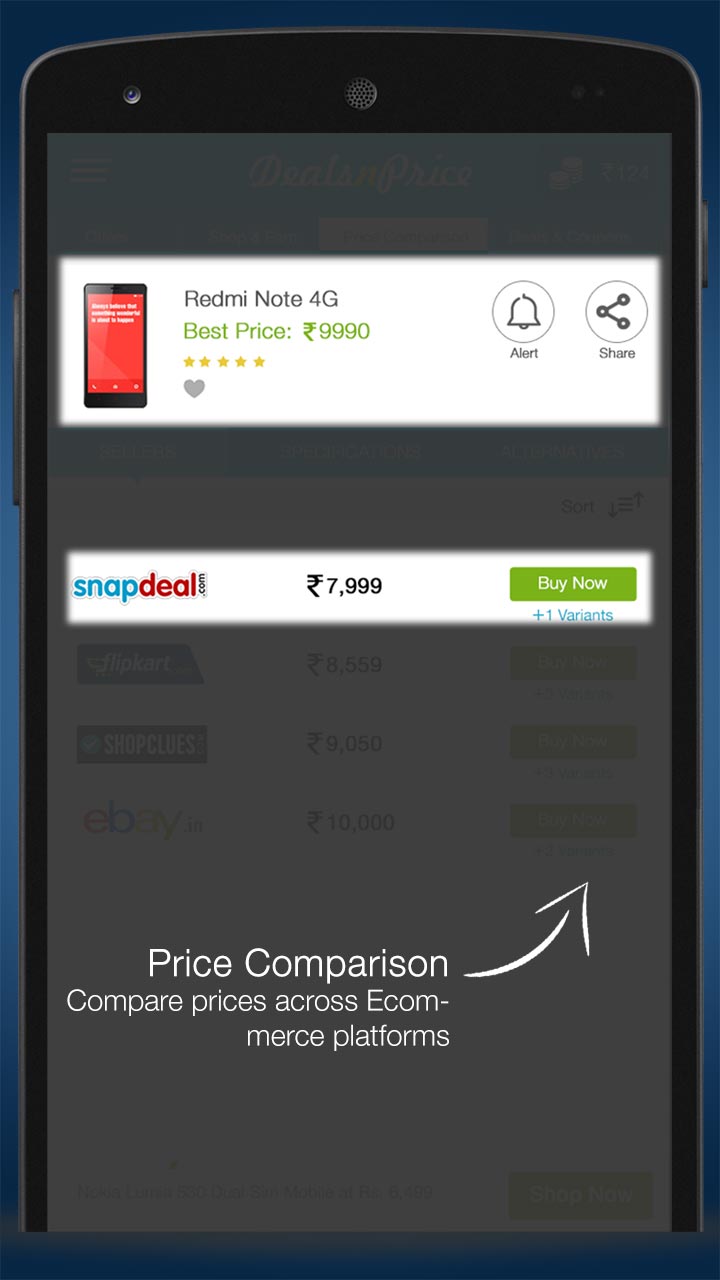 DealsnPrice
₹124
Offers Shop & Earn Price Comparison Deals & Coupons
Always believe that
something wonderful
is about to happen
Redmi Note 4G
Best Price: ₹9990
Alert
Share
SELLERS SPECIFICATIONS ALTERNATIVES
Sort
snapdeal.com ₹7,999 Buy Now
+1 Variants
flipkart.com ₹8,559 Buy Now
+3 Variants
SHOPCLUES.COM ₹9,050 Buy Now
+3 Variants
ebay.in ₹10,000 Buy Now
+2 Variants
Price Comparison
Compare prices across Ecom-
merce platforms
Nokia Lumia 530 Dual Sim Mobile at Rs. 6,499 Shop Now